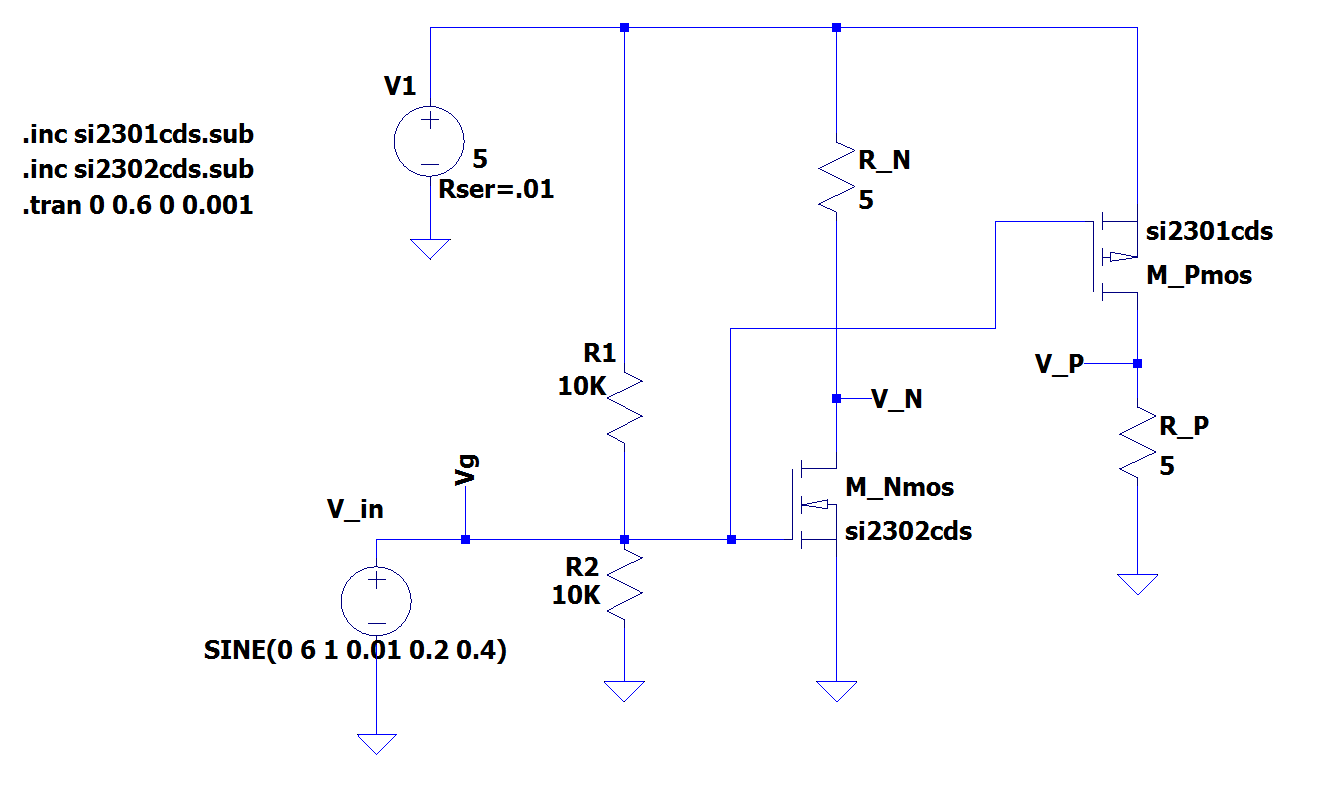 V1
.inc si2301cds.sub
.inc si2302cds.sub
.tran 0 0.6 0 0.001
5
Rser=.01
R_N
5
si2301cds
M_Pmos
R1
10K
V_P
V_N
R_P
5
Vg
V_in
M_Nmos
si2302cds
R2
10K
SINE(0 6 1 0.01 0.2 0.4)